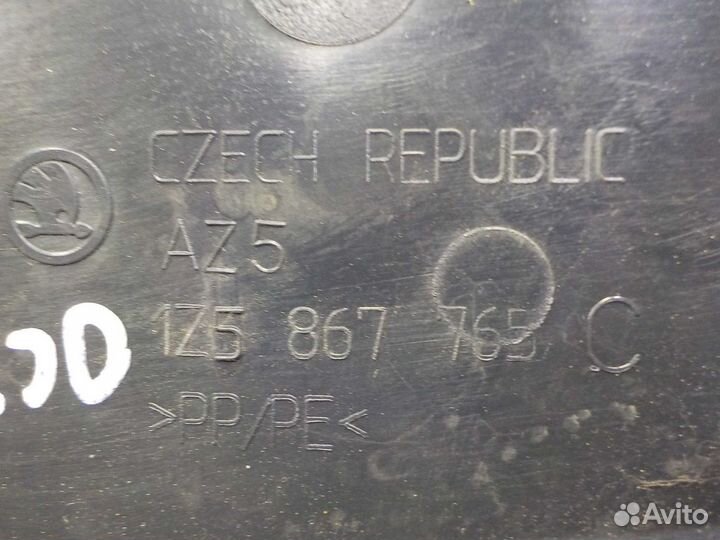 CZECH REPUBLIC
AZ5
1Z5 867 765 C
>PP/PE<
Avito